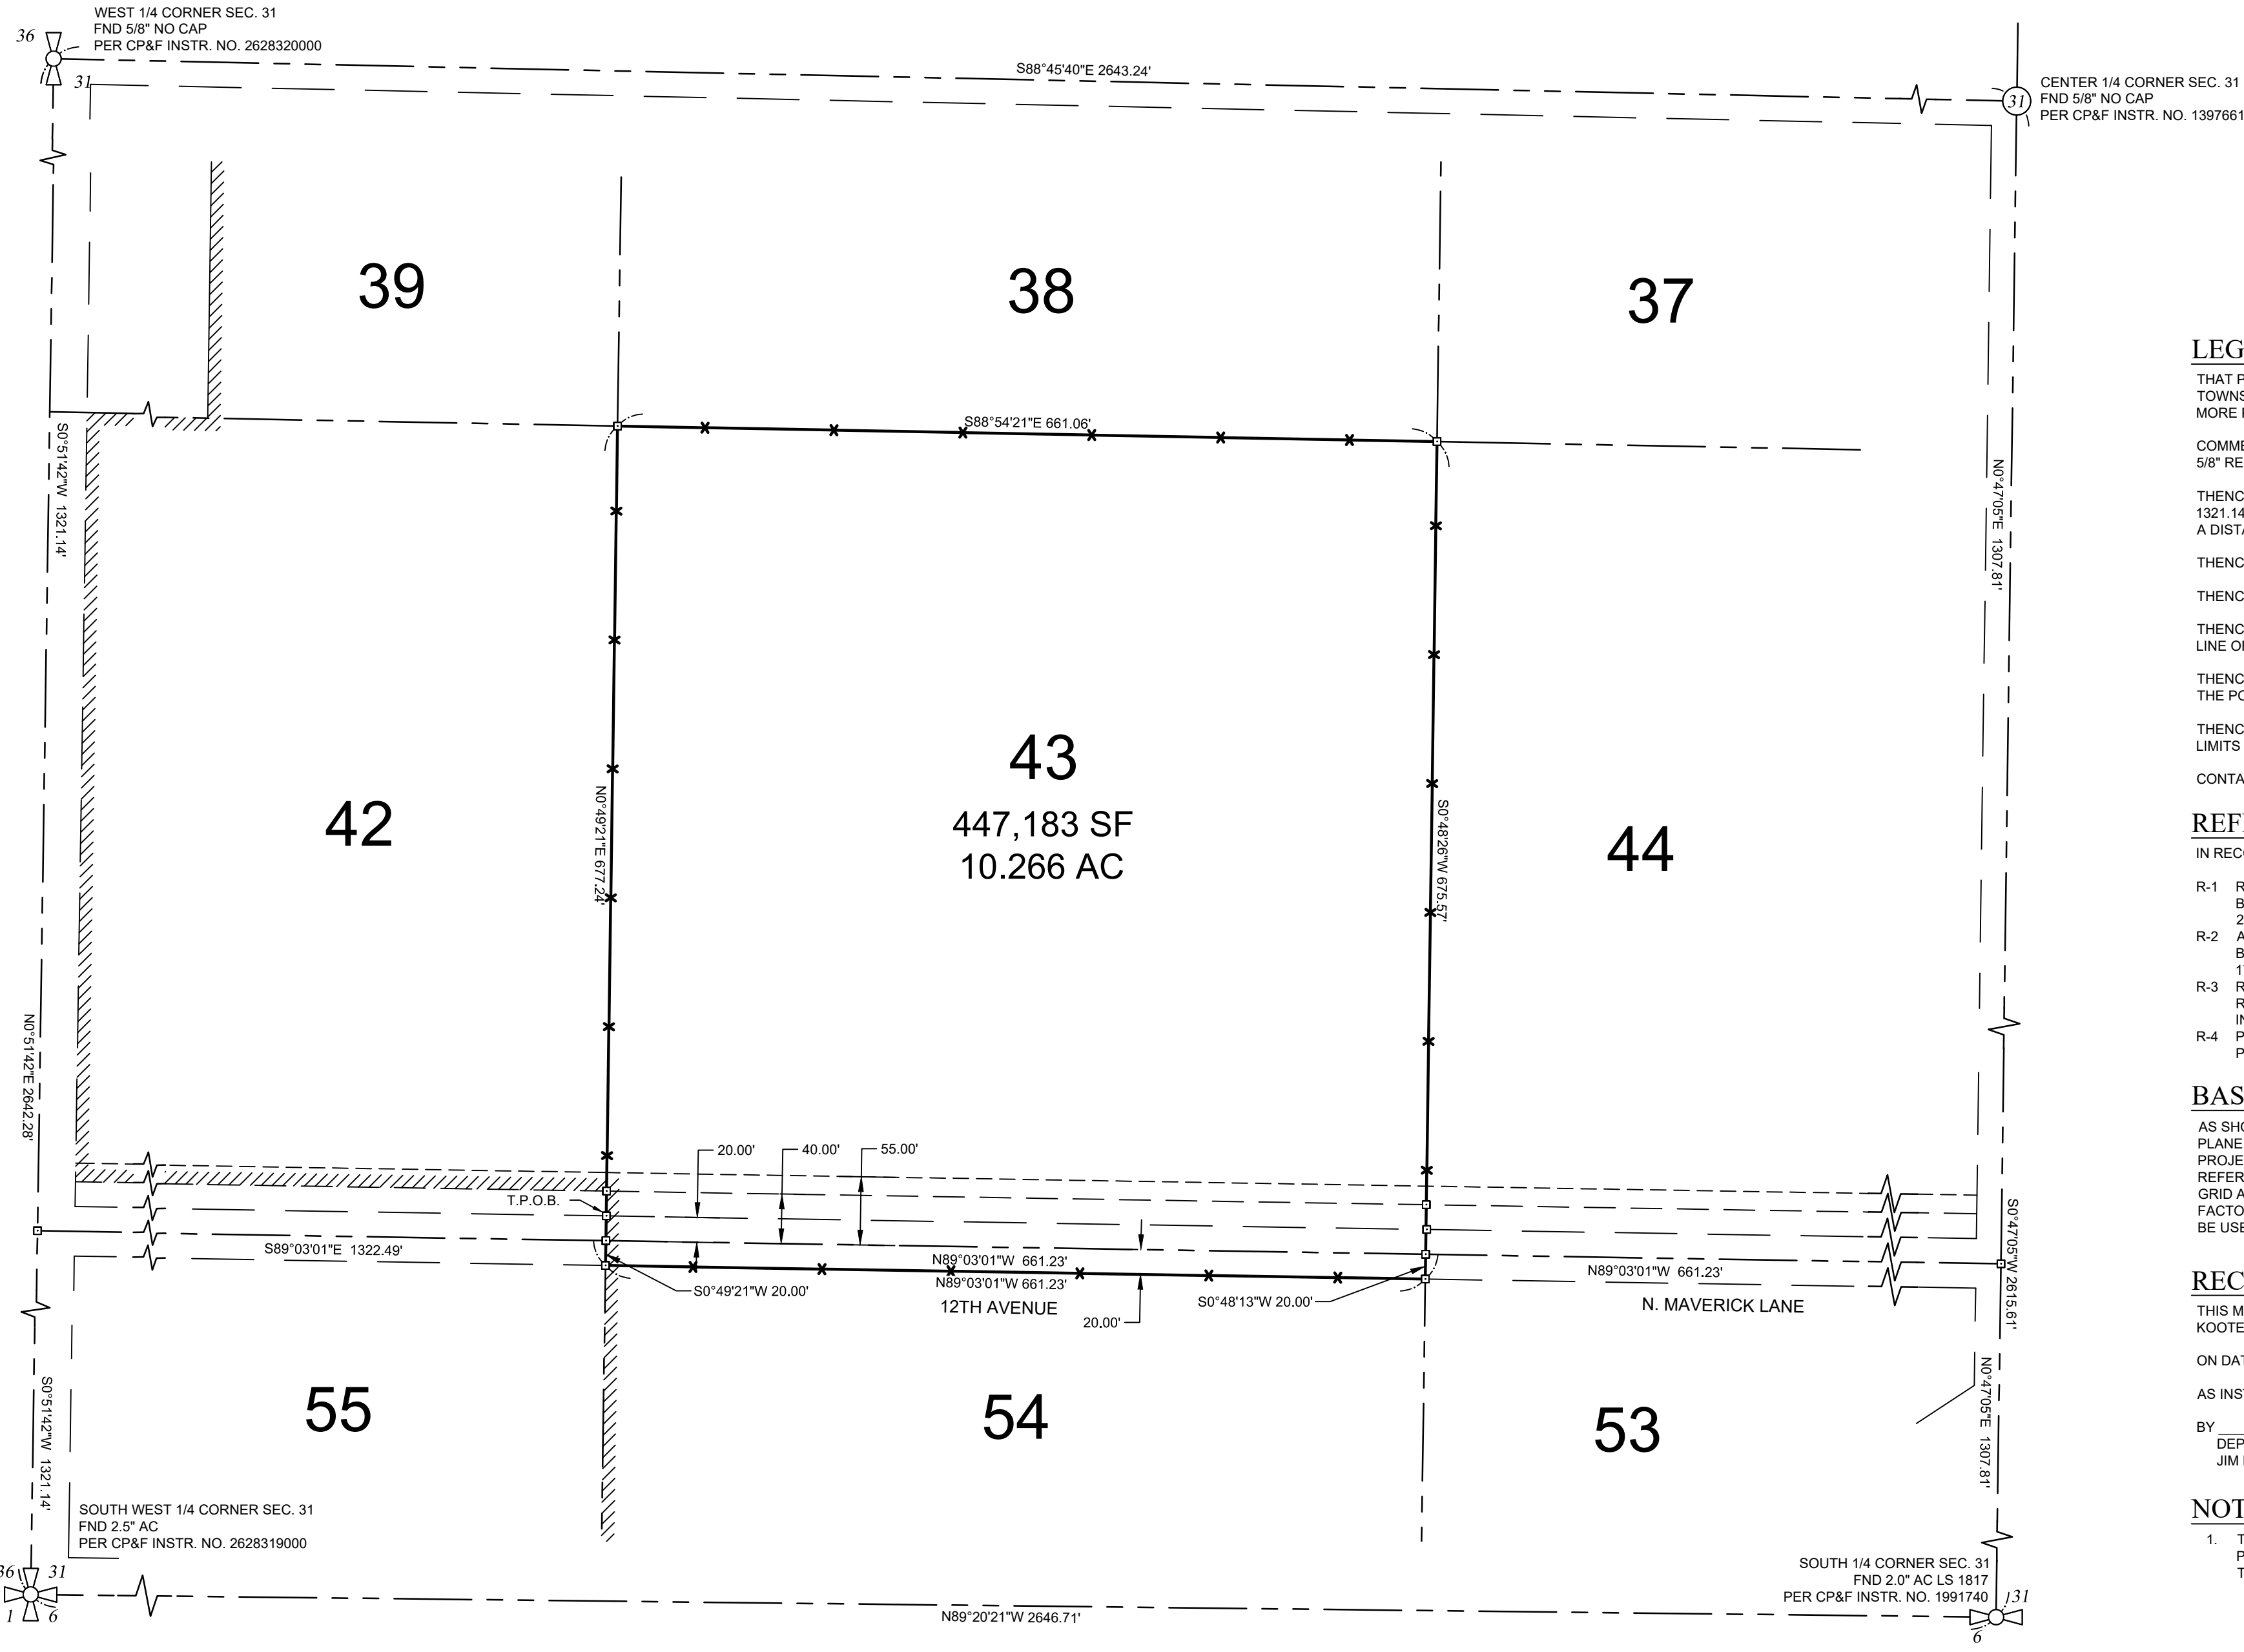 WEST 1/4 CORNER SEC. 31
FND 5/8" NO CAP
PER CP&F INSTR. NO. 2628320000
36
31
S88°45'40"E 2643.24'
31
CENTER 1/4 CORNER SEC. 31
FND 5/8" NO CAP
PER CP&F INSTR. NO. 1397661
39
38
37
S0°51'42"W 1321.14'
S88°54'21"E 661.06'
N0°47'05"E 1307.81'
42
43
447,183 SF
10.266 AC
44
N0°49'21"E 677.24'
S0°48'26"W 675.57'
N0°51'42"E 2642.28'
20.00'
40.00'
55.00'
T.P.O.B.
S89°03'01"E 1322.49'
N89°03'01"W 661.23'
N89°03'01"W 661.23'
N89°03'01"W 661.23'
S0°49'21"W 20.00'
12TH AVENUE
20.00'
S0°48'13"W 20.00'
N. MAVERICK LANE
S0°47'05"W 2615.61'
55
54
53
S0°51'42"W 1321.14'
N0°47'05"E 1307.81'
SOUTH WEST 1/4 CORNER SEC. 31
FND 2.5" AC
PER CP&F INSTR. NO. 2628319000
36
31
1
6
N89°20'21"W 2646.71'
SOUTH 1/4 CORNER SEC. 31
FND 2.0" AC LS 1817
PER CP&F INSTR. NO. 1991740
31
6
LEG
THAT P
TOWNS
MORE
COMME
5/8" RE
THENC
1321.14
A DISTA
THENC
THENC
THENC
LINE O
THENC
THE PO
THENC
LIMITS
CONTA
REF
IN REC
R-1 R
B
2
R-2 A
B
1
R-3 R
R
IN
R-4 P
P
BAS
AS SHO
PLANE
PROJE
REFER
GRID A
FACTO
BE USE
REC
THIS M
KOOTE
ON DAT
AS INST
BY
DEP
JIM
NOT
1. T
P
T